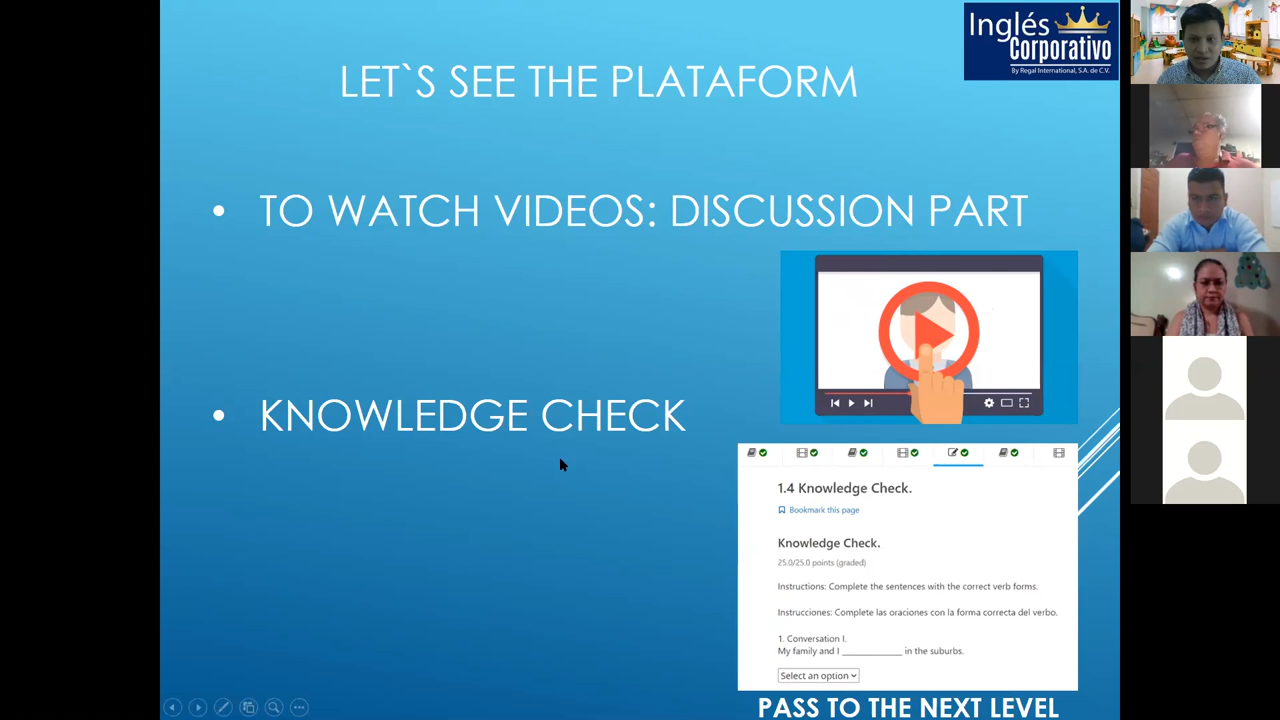 Inglés
Corporativo
By Regal International, S.A. de C.V.
LET`S SEE THE PLATAFORM
• TO WATCH VIDEOS: DISCUSSION PART
• KNOWLEDGE CHECK
1.4 Knowledge Check.
Bookmark this page
Knowledge Check.
25.0/25.0 points (graded)
Instructions: Complete the sentences with the correct verb forms.
Instrucciones: Complete las oraciones con la forma correcta del verbo.
1. Conversation I.
My family and I _____________ in the suburbs.
Select an option
PASS TO THE NEXT LEVEL